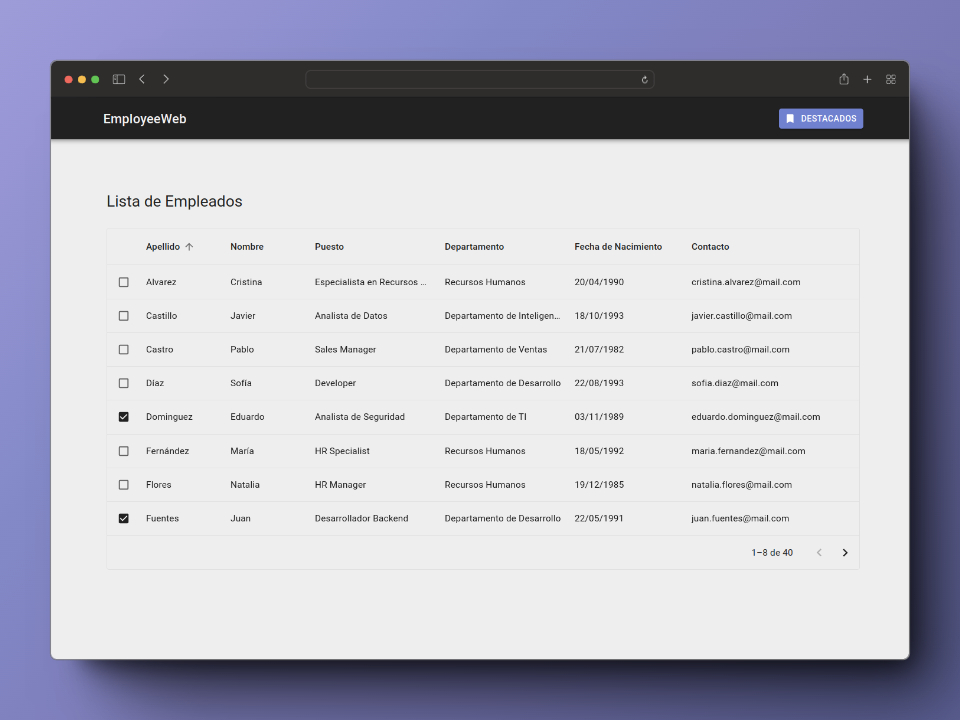 EmployeeWeb DESTACADOS
Lista de Empleados
Apellido Nombre Puesto Departamento Fecha de Nacimiento Contacto
Alvarez Cristina Especialista en Recursos ... Recursos Humanos 20/04/1990 cristina.alvarez@mail.com
Castillo Javier Analista de Datos Departamento de Inteligen... 18/10/1993 javier.castillo@mail.com
Castro Pablo Sales Manager Departamento de Ventas 21/07/1982 pablo.castro@mail.com
Díaz Sofía Developer Departamento de Desarrollo 22/08/1993 sofia.diaz@mail.com
Dominguez Eduardo Analista de Seguridad Departamento de TI 03/11/1989 eduardo.dominguez@mail.com
Fernández María HR Specialist Recursos Humanos 18/05/1992 maria.fernandez@mail.com
Flores Natalia HR Manager Recursos Humanos 19/12/1985 natalia.flores@mail.com
Fuentes Juan Desarrollador Backend Departamento de Desarrollo 22/05/1991 juan.fuentes@mail.com
1–8 de 40